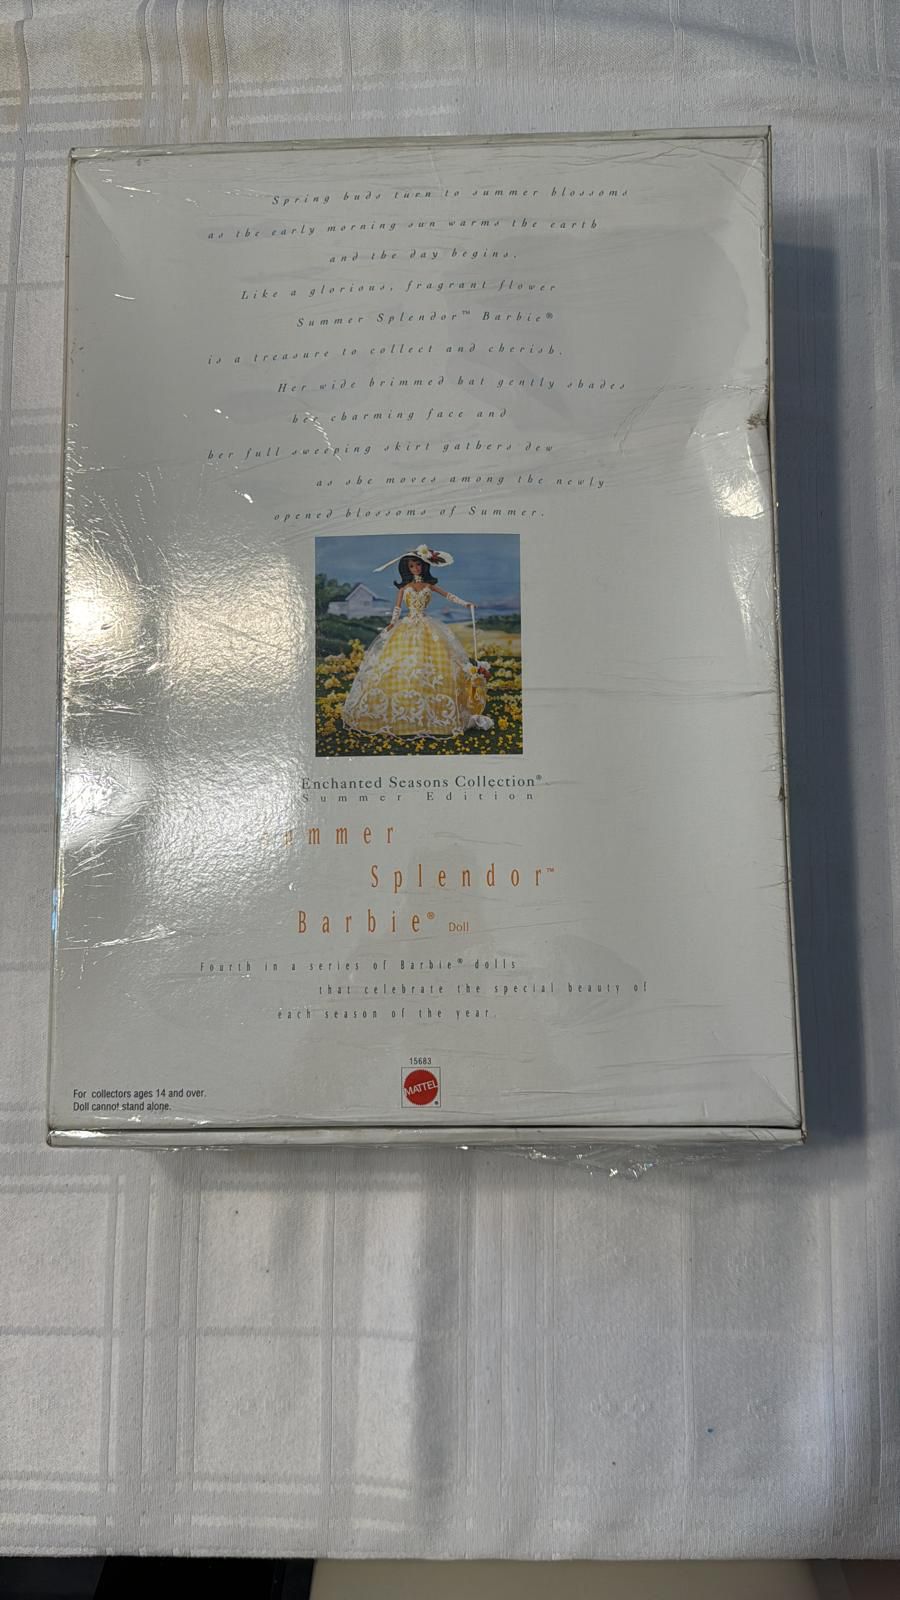 Spring buds turn to summer blossoms
as the early morning sun warms the earth
and the day begins.
Like a glorious, fragrant flower
Summer Splendor™ Barbie®
is a treasure to collect and cherish.
Her wide brimmed hat gently shades
her charming face and
her full sweeping skirt gathers dew
as she moves among the newly
opened blossoms of Summer.
Enchanted Seasons Collection®
Summer Edition
Summer
Splendor™
Barbie® Doll
Fourth in a series of Barbie® dolls
that celebrate the special beauty of
each season of the year.
15683
MATTEL®
For collectors ages 14 and over.
Doll cannot stand alone.